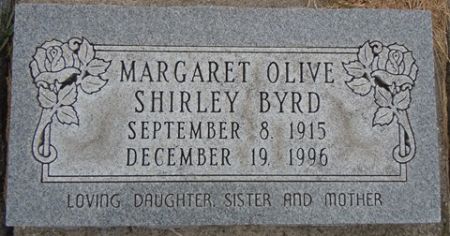 MARGARET OLIVE
SHIRLEY BYRD
SEPTEMBER 8, 1915
DECEMBER 19, 1996
LOVING DAUGHTER, SISTER AND MOTHER